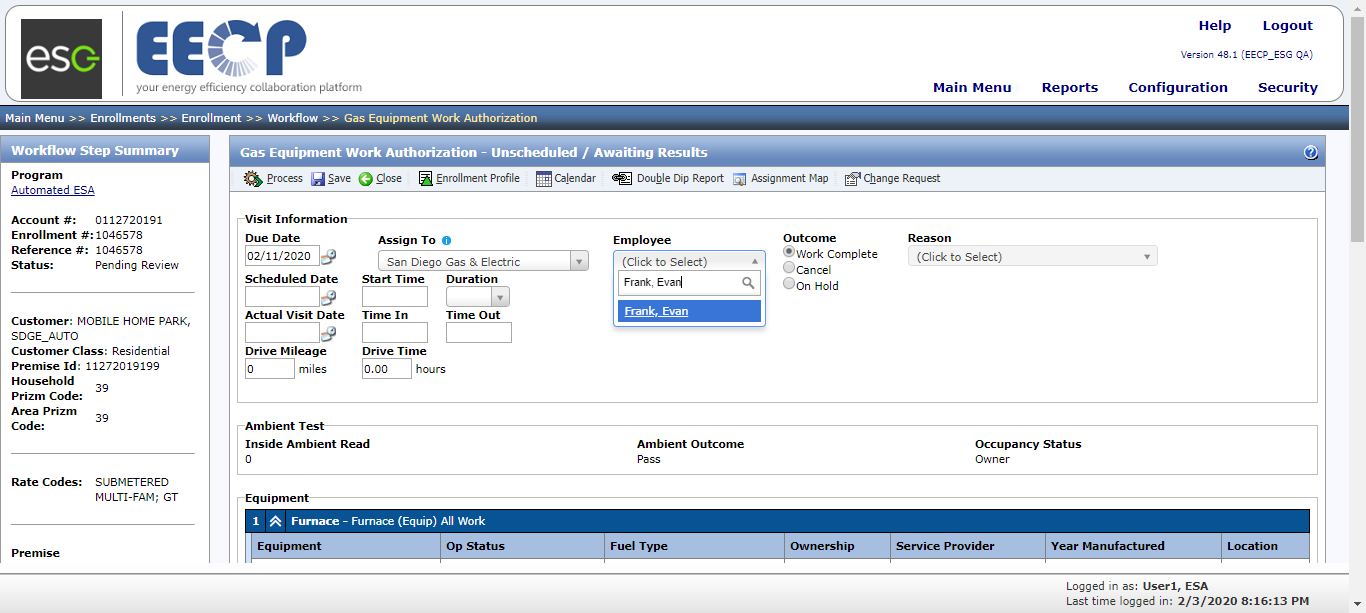 esc
EECP
your energy efficiency collaboration platform
Help Logout
Version 48.1 (EECP_ESG QA)
Main Menu Reports Configuration Security
Main Menu >> Enrollments >> Enrollment >> Workflow >> Gas Equipment Work Authorization
Workflow Step Summary
Program
Automated ESA
Account #: 0112720191
Enrollment #: 1046578
Reference #: 1046578
Status: Pending Review
Customer: MOBILE HOME PARK,
SDGE_AUTO
Customer Class: Residential
Premise Id: 11272019199
Household
Prizm Code: 39
Area Prizm
Code: 39
Rate Codes: SUBMETERED
MULTI-FAM; GT
Premise
Gas Equipment Work Authorization - Unscheduled / Awaiting Results
Process Save Close Enrollment Profile Calendar Double Dip Report Assignment Map Change Request
Visit Information
Due Date Assign To Employee Outcome Reason
02/11/2020 San Diego Gas & Electric (Click to Select) Work Complete (Click to Select)
Cancel
On Hold
Frank, Evan
Frank, Evan
Scheduled Date Start Time Duration
Actual Visit Date Time In Time Out
Drive Mileage Drive Time
0 miles 0.00 hours
Ambient Test
Inside Ambient Read Ambient Outcome Occupancy Status
0 Pass Owner
Equipment
1 Furnace - Furnace (Equip) All Work
Equipment Op Status Fuel Type Ownership Service Provider Year Manufactured Location
Logged in as: User1, ESA
Last time logged in: 2/3/2020 8:16:13 PM